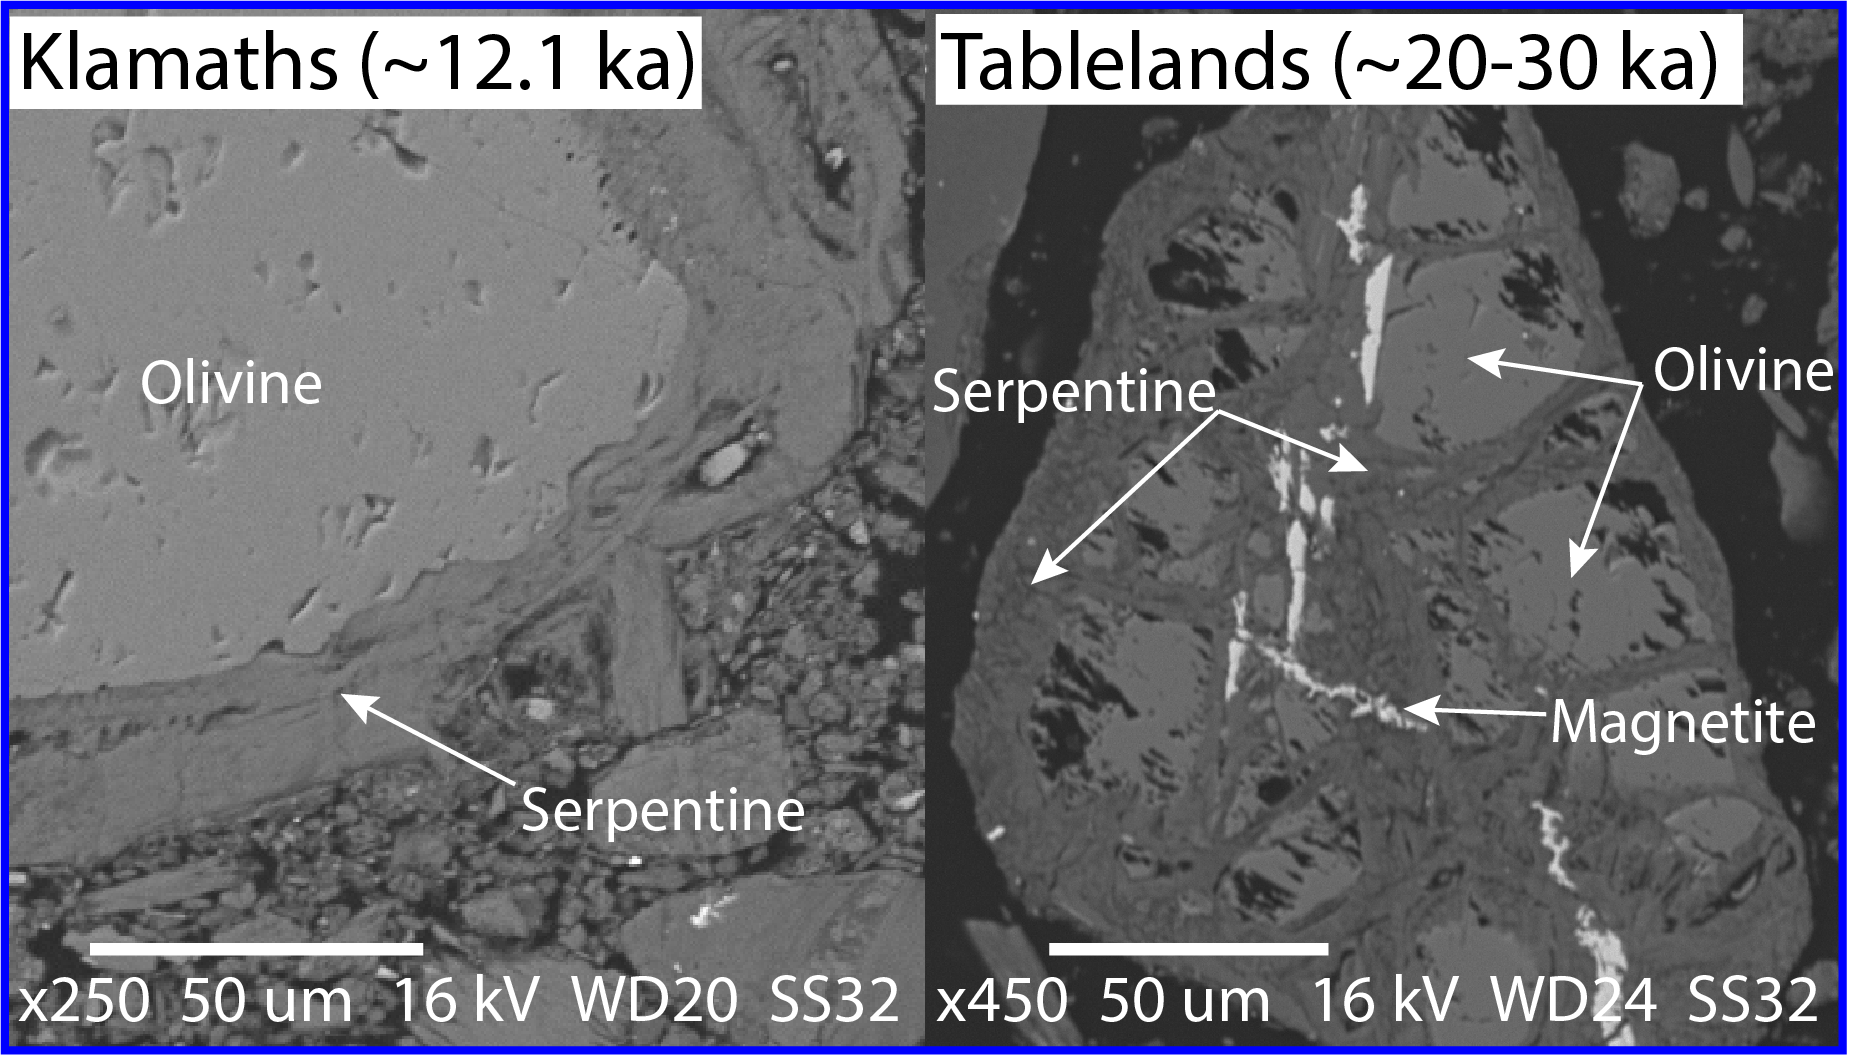 Klamaths (~12.1 ka)
Olivine
Serpentine
x250 50 um 16 kV WD20 SS32
Tablelands (~20-30 ka)
Serpentine
Olivine
Magnetite
x450 50 um 16 kV WD24 SS32